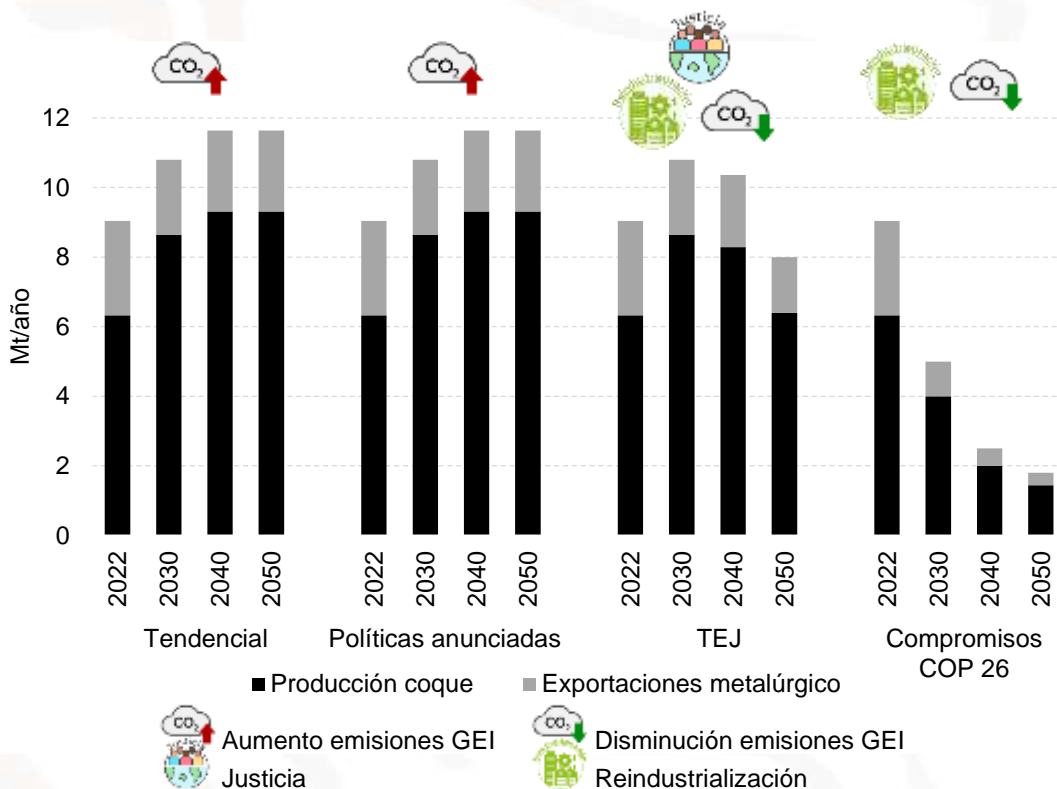 Justicia
CO2
CO2
Reindustrialización
CO2
Reindustrialización
CO2
12
10
8
6
4
2
0
Mt/año
2022
2030
2040
2050
2022
2030
2040
2050
2022
2030
2040
2050
2022
2030
2040
2050
Tendencial
Políticas anunciadas
TEJ
Compromisos
COP 26
Producción coque
Exportaciones metalúrgico
CO2
Aumento emisiones GEI
CO2
Disminución emisiones GEI
Justicia
Reindustrialización